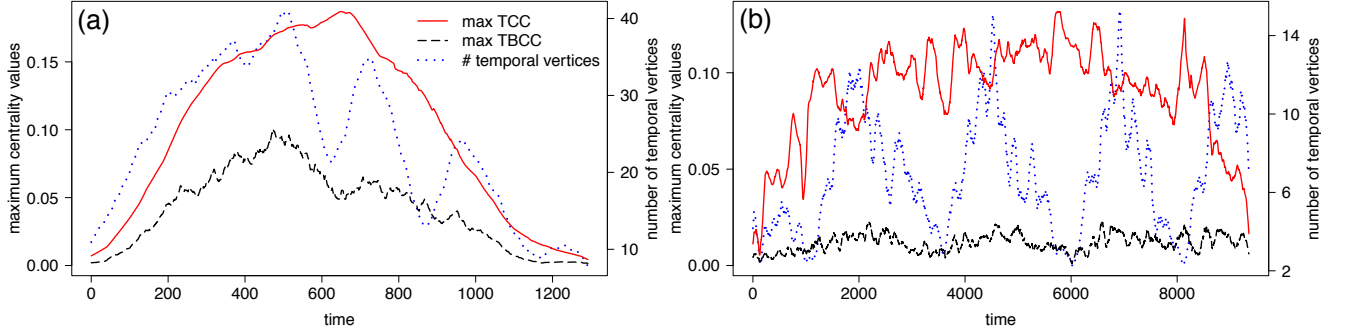 (a)
max TCC
max TBCC
# temporal vertices
maximum centrality values
0.00
0.05
0.10
0.15
10
20
30
40
number of temporal vertices
0 200 400 600 800 1000 1200
time
(b)
maximum centrality values
0.00
0.05
0.10
2
6
10
14
number of temporal vertices
0 2000 4000 6000 8000
time